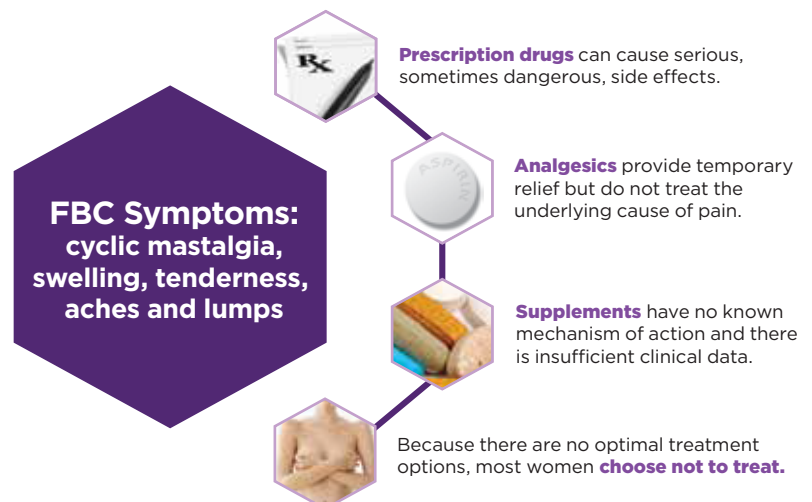 Rx
Prescription drugs can cause serious,
sometimes dangerous, side effects.
ASPIRIN
Analgesics provide temporary
relief but do not treat the
underlying cause of pain.
FBC Symptoms:
cyclic mastalgia,
swelling, tenderness,
aches and lumps
Supplements have no known
mechanism of action and there
is insufficient clinical data.
Because there are no optimal treatment
options, most women choose not to treat.